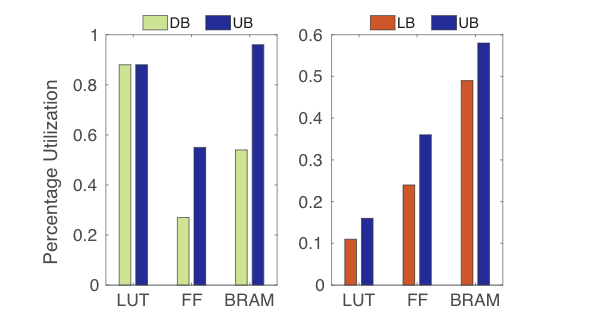 DB UB
Percentage Utilization
1
0.8
0.6
0.4
0.2
0
LUT FF BRAM
LB UB
0.6
0.5
0.4
0.3
0.2
0.1
0
LUT FF BRAM